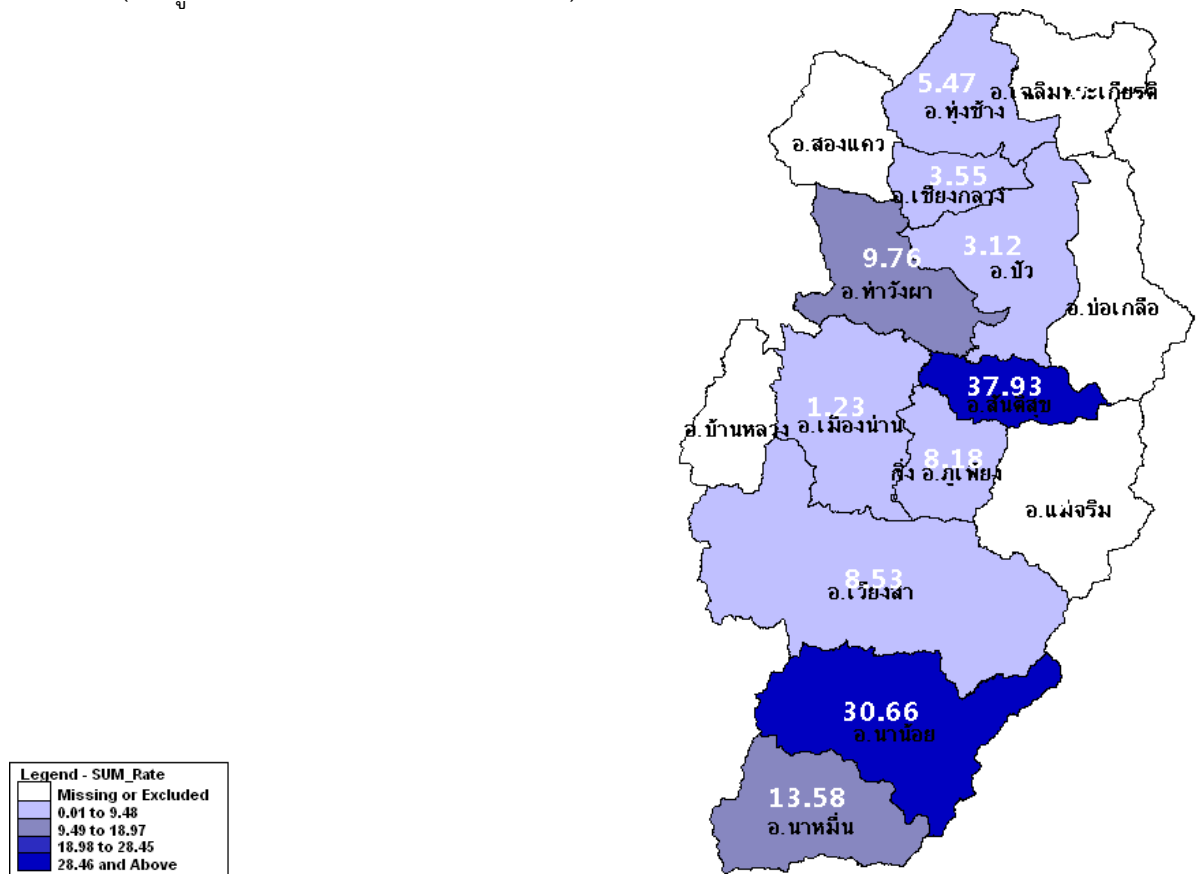 5.47
อ.เฉลิมพระเกียรติ
อ.ทุ่งช้าง
อ.สองแคว
3.55
อ.เชียงกลาง
3.12
9.76
อ.ปัว
อ.ท่าวังผา
อ.บ่อเกลือ
37.93
อ.สันติสุข
1.23
อ.บ้านหลวง
อ.เมืองน่าน
8.18
อ.ภูเพียง
อ.แม่จริม
8.53
อ.เวียงสา
30.66
อ.นาน้อย
13.58
อ.นาหมื่น
Legend - SUM_Rate
Missing or Excluded
0.01 to 9.48
9.49 to 18.97
18.98 to 28.45
28.46 and Above